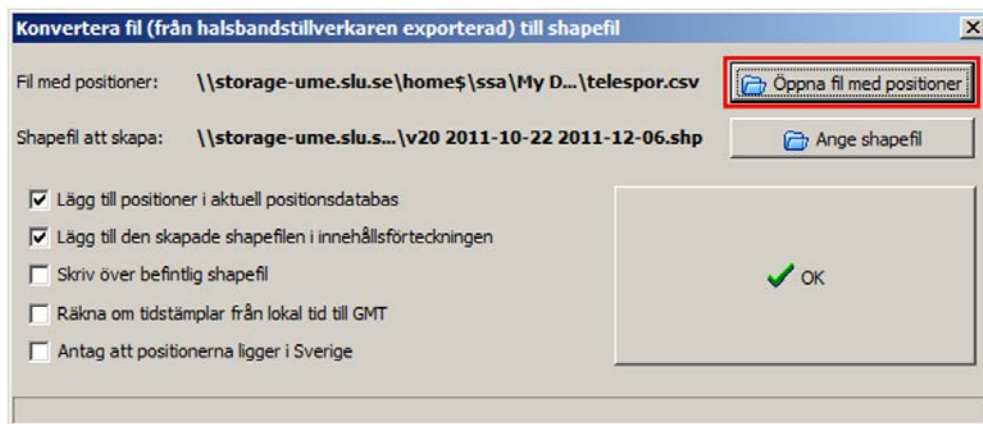 Konvertera fil (från halsbandstillverkaren exporterad) till shapefil
Fil med positioner: \\storage-ume.slu.se\home$\ssa\My D...\telespor.csv Öppna fil med positioner
Shapefil att skapa: \\storage-ume.slu.s...\v20 2011-10-22 2011-12-06.shp Ange shapefil
Lägg till positioner i aktuell positionsdatabas
Lägg till den skapade shapefilen i innehållsförteckningen
Skriv över befintlig shapefil
Räkna om tidstämplar från lokal tid till GMT
Antag att positionerna ligger i Sverige
OK